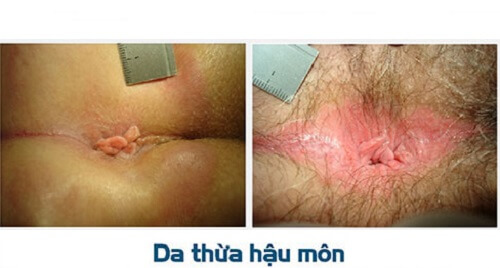 Da thừa hậu môn